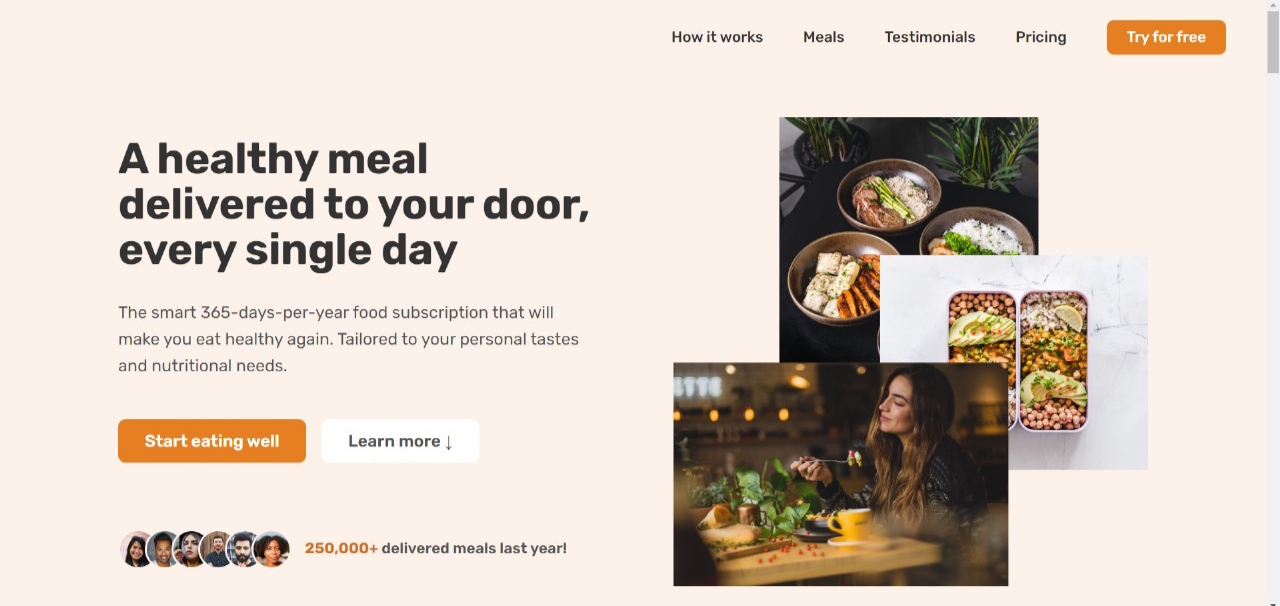 How it works
Meals
Testimonials
Pricing
Try for free
A healthy meal
delivered to your door,
every single day
The smart 365-days-per-year food subscription that will
make you eat healthy again. Tailored to your personal tastes
and nutritional needs.
Start eating well
Learn more ↓
250,000+ delivered meals last year!